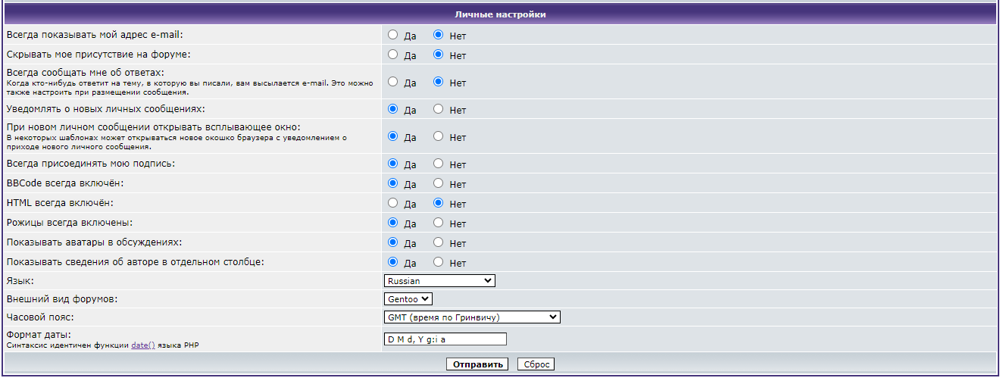 Личные настройки
Всегда показывать мой адрес e-mail:
Да Нет
Скрывать мое присутствие на форуме:
Да Нет
Всегда сообщать мне об ответах:
Когда кто-нибудь ответит на тему, в которую вы писали, вам высылается e-mail. Это можно
также настроить при размещении сообщения.
Да Нет
Уведомлять о новых личных сообщениях:
Да Нет
При новом личном сообщении открывать всплывающее окно:
В некоторых шаблонах может открываться новое окошко браузера с уведомлением о
приходе нового личного сообщения.
Да Нет
Всегда присоединять мою подпись:
Да Нет
BBCode всегда включён:
Да Нет
HTML всегда включён:
Да Нет
Рожицы всегда включены:
Да Нет
Показывать аватары в обсуждениях:
Да Нет
Показывать сведения об авторе в отдельном столбце:
Да Нет
Язык:
Russian
Внешний вид форумов:
Gentoo
Часовой пояс:
GMT (время по Гринвичу)
Формат даты:
Синтаксис идентичен функции date() языка PHP
D M d, Y g:i a
Отправить Сброс